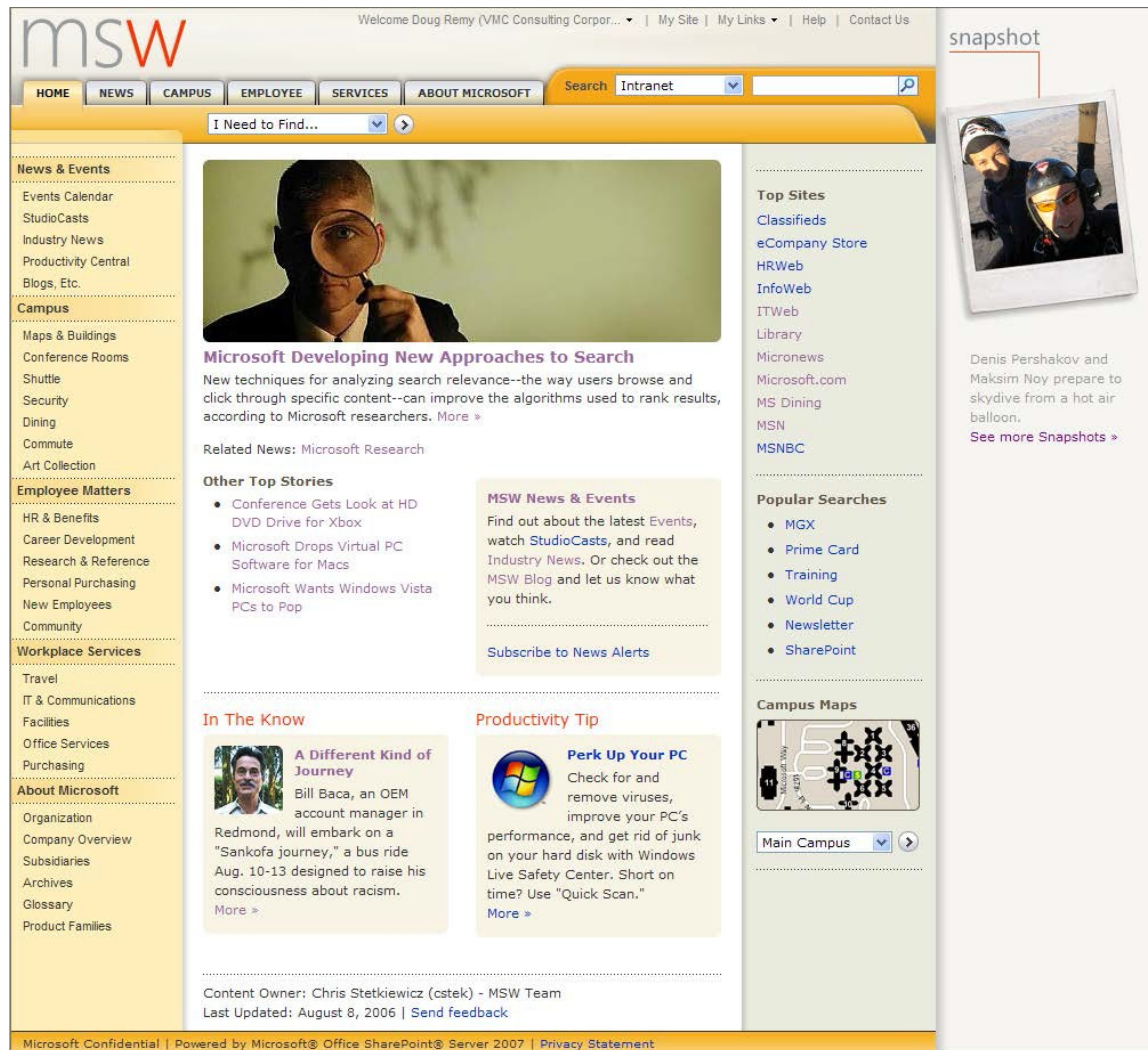 msw
Welcome Doug Remy (VMC Consulting Corpor... | My Site | My Links | Help | Contact Us
HOME NEWS CAMPUS EMPLOYEE SERVICES ABOUT MICROSOFT
Search Intranet
I Need to Find...
News & Events
Events Calendar
StudioCasts
Industry News
Productivity Central
Blogs, Etc.
Campus
Maps & Buildings
Conference Rooms
Shuttle
Security
Dining
Commute
Art Collection
Employee Matters
HR & Benefits
Career Development
Research & Reference
Personal Purchasing
New Employees
Community
Workplace Services
Travel
IT & Communications
Facilities
Office Services
Purchasing
About Microsoft
Organization
Company Overview
Subsidiaries
Archives
Glossary
Product Families
Microsoft Developing New Approaches to Search
New techniques for analyzing search relevance--the way users browse and
click through specific content--can improve the algorithms used to rank results,
according to Microsoft researchers. More »
Related News: Microsoft Research
Other Top Stories
• Conference Gets Look at HD
DVD Drive for Xbox
• Microsoft Drops Virtual PC
Software for Macs
• Microsoft Wants Windows Vista
PCs to Pop
MSW News & Events
Find out about the latest Events,
watch StudioCasts, and read
Industry News. Or check out the
MSW Blog and let us know what
you think.
Subscribe to News Alerts
In The Know
A Different Kind of
Journey
Bill Baca, an OEM
account manager in
Redmond, will embark on a
"Sankofa journey," a bus ride
Aug. 10-13 designed to raise his
consciousness about racism.
More »
Productivity Tip
Perk Up Your PC
Check for and
remove viruses,
improve your PC's
performance, and get rid of junk
on your hard disk with Windows
Live Safety Center. Short on
time? Use "Quick Scan."
More »
Content Owner: Chris Stetkiewicz (cstek) - MSW Team
Last Updated: August 8, 2006 | Send feedback
Top Sites
Classifieds
eCompany Store
HRWeb
InfoWeb
ITWeb
Library
Micronews
Microsoft.com
MS Dining
MSN
MSNBC
Popular Searches
• MGX
• Prime Card
• Training
• World Cup
• Newsletter
• SharePoint
Campus Maps
Microsoft Way
11
36
Main Campus
snapshot
Denis Pershakov and
Maksim Noy prepare to
skydive from a hot air
balloon.
See more Snapshots »
Microsoft Confidential | Powered by Microsoft® Office SharePoint® Server 2007 | Privacy Statement